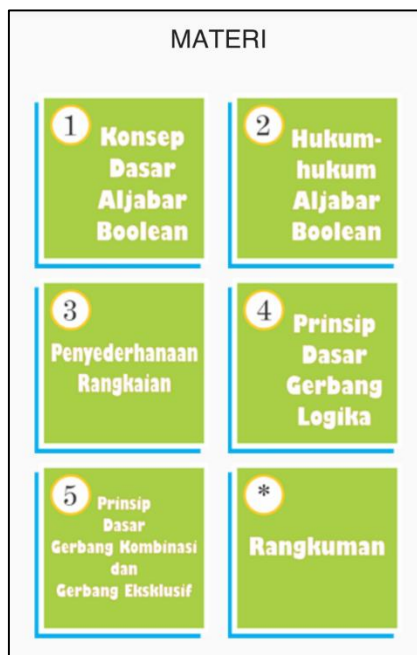 MATERI
1
Konsep
Dasar
Aljabar
Boolean
2
Hukum-
hukum
Aljabar
Boolean
3
Penyederhanaan
Rangkaian
4
Prinsip
Dasar
Gerbang
Logika
5
Prinsip
Dasar
Gerbang Kombinasi
dan
Gerbang Eksklusif
*
Rangkuman